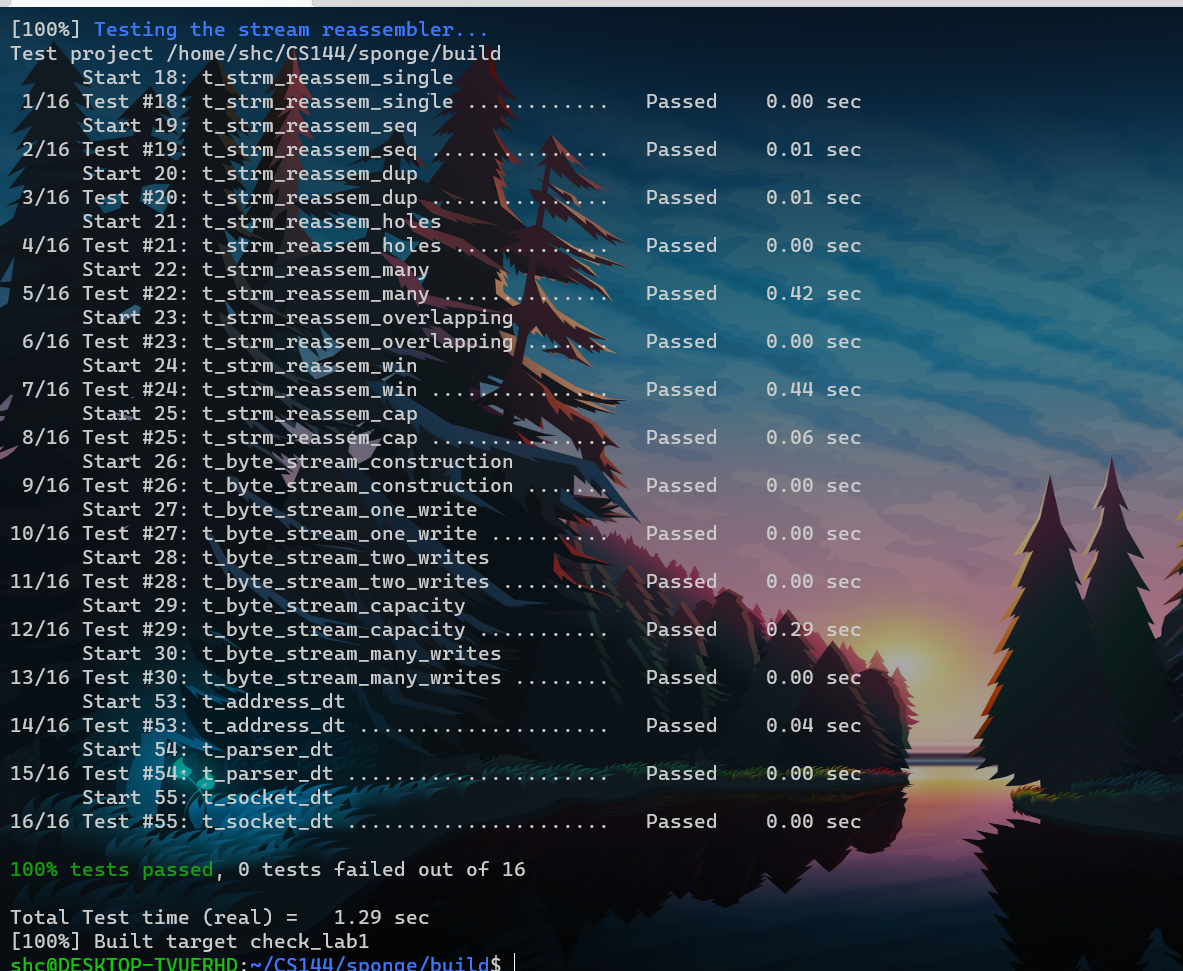 [100%] Testing the stream reassembler...
Test project /home/shc/CS144/sponge/build
      Start 18: t_strm_reassem_single
 1/16 Test #18: t_strm_reassem_single ............   Passed    0.00 sec
      Start 19: t_strm_reassem_seq
 2/16 Test #19: t_strm_reassem_seq ...............   Passed    0.01 sec
      Start 20: t_strm_reassem_dup
 3/16 Test #20: t_strm_reassem_dup ...............   Passed    0.01 sec
      Start 21: t_strm_reassem_holes
 4/16 Test #21: t_strm_reassem_holes .............   Passed    0.00 sec
      Start 22: t_strm_reassem_many
 5/16 Test #22: t_strm_reassem_many ..............   Passed    0.42 sec
      Start 23: t_strm_reassem_overlapping
 6/16 Test #23: t_strm_reassem_overlapping .......   Passed    0.00 sec
      Start 24: t_strm_reassem_win
 7/16 Test #24: t_strm_reassem_win ...............   Passed    0.44 sec
      Start 25: t_strm_reassem_cap
 8/16 Test #25: t_strm_reassem_cap ...............   Passed    0.06 sec
      Start 26: t_byte_stream_construction
 9/16 Test #26: t_byte_stream_construction .......   Passed    0.00 sec
      Start 27: t_byte_stream_one_write
10/16 Test #27: t_byte_stream_one_write ..........   Passed    0.00 sec
      Start 28: t_byte_stream_two_writes
11/16 Test #28: t_byte_stream_two_writes .........   Passed    0.00 sec
      Start 29: t_byte_stream_capacity
12/16 Test #29: t_byte_stream_capacity ...........   Passed    0.29 sec
      Start 30: t_byte_stream_many_writes
13/16 Test #30: t_byte_stream_many_writes ........   Passed    0.00 sec
      Start 53: t_address_dt
14/16 Test #53: t_address_dt .....................   Passed    0.04 sec
      Start 54: t_parser_dt
15/16 Test #54: t_parser_dt ......................   Passed    0.00 sec
      Start 55: t_socket_dt
16/16 Test #55: t_socket_dt ......................   Passed    0.00 sec
100% tests passed, 0 tests failed out of 16
Total Test time (real) =   1.29 sec
[100%] Built target check_lab1
shc@DESKTOP-TVUERHD:~/CS144/sponge/build$